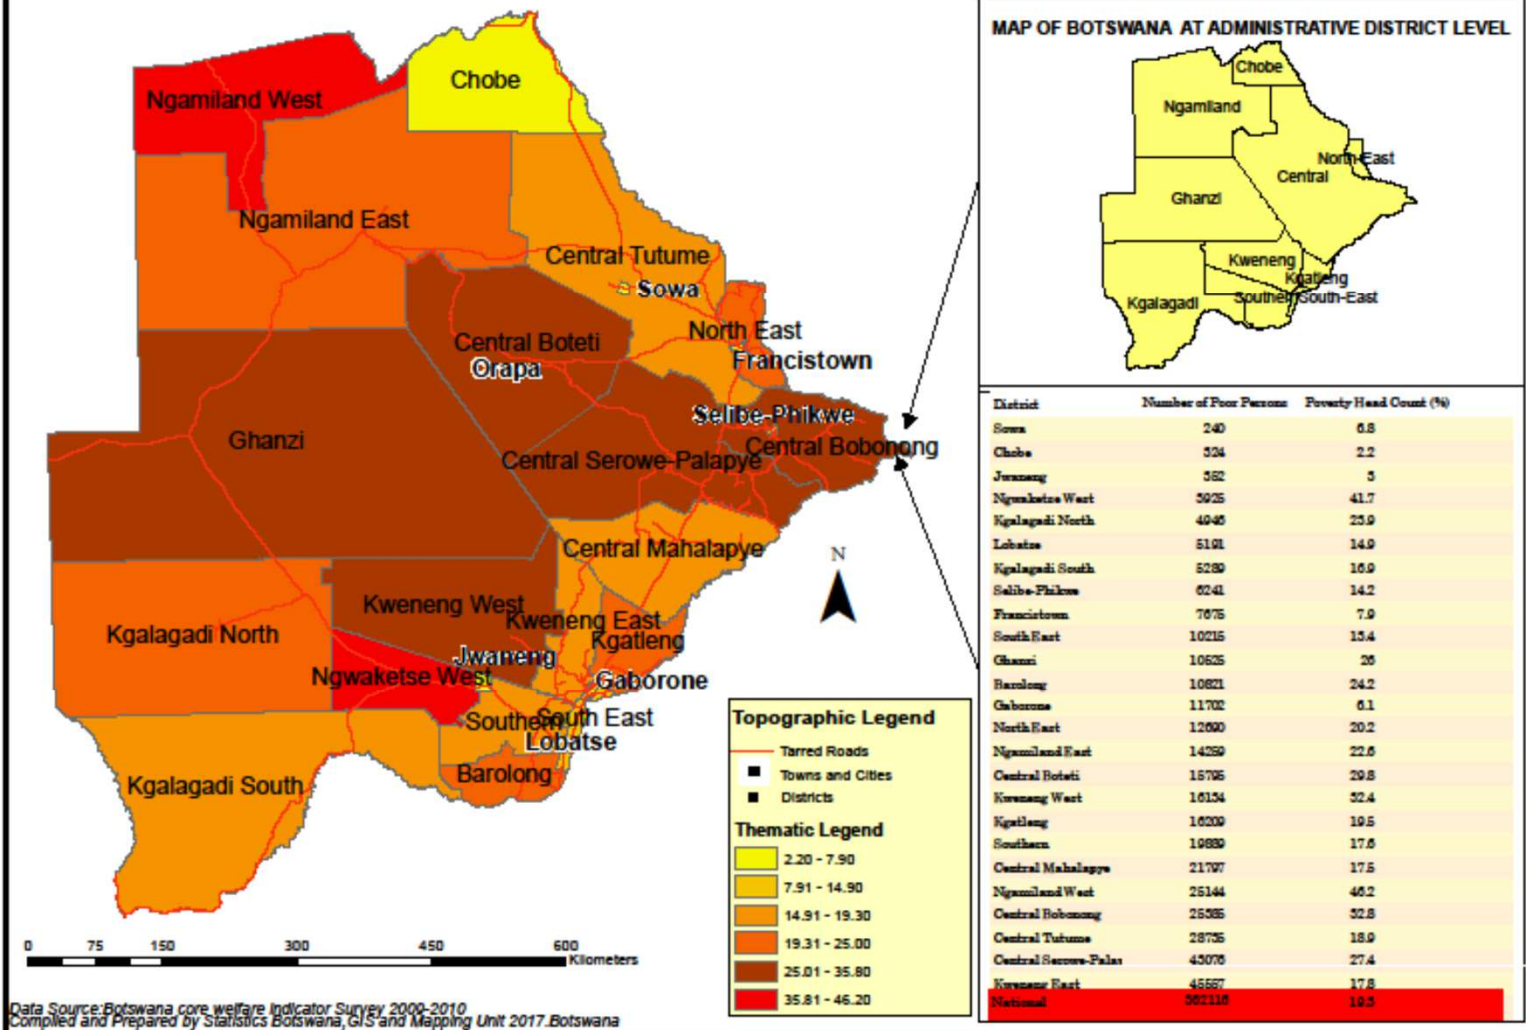 Chobe
Ngamiland West
Ngamiland East
Central Tutume
Sowa
North East
Central Boteti
Francistown
Orapa
Selibe-Phikwe
Ghanzi
Central Bobonong
Central Serowe-Palapye
Central Mahalapye
N
Kweneng West
Kweneng East
Kgalagadi North
Kgatleng
Jwaneng
Ngwaketse West
Gaborone
Southern
South East
Lobatse
Barolong
Kgalagadi South
0 75 150 300 450 600
Kilometers
Data Source:Botswana core welfare Indicator Survey 2009-2010
Compiled and Prepared by Statistics Botswana,GIS and Mapping Unit 2017.Botswana
Topographic Legend
Tarred Roads
Towns and Cities
Districts
Thematic Legend
2.20 - 7.90
7.91 - 14.90
14.91 - 19.30
19.31 - 25.00
25.01 - 35.80
35.81 - 46.20
MAP OF BOTSWANA AT ADMINISTRATIVE DISTRICT LEVEL
Chobe
Ngamiland
North-East
Central
Ghanzi
Kweneng
Kgatleng
Kgalagadi
Southern South-East
District Number of Poor Persons Poverty Head Count (%)
Sowa 240 6.8
Chobe 324 2.2
Jwaneng 352 3
Ngwaketse West 41.7
Kgalagadi North 4946
Lobatse 5191 14.9
Kgalagadi South 5289 16.9
Selibe-Phikwe 6241 14.2
Francistown 7675 7.9
South East 10215
Ghanzi 10525 26
Barolong 10821 24.2
Gaborone 11702 6.1
North East 12690 20.2
Ngamiland East 14259 22.6
Central Boteti 15795 29.8
Kweneng West 16134 32.4
Kgatleng 16209 19.5
Southern 19889 17.6
Central Mahalapye 21797 17.5
Ngamiland West 25144 46.2
Central Bobonong 32.8
Central Tutume 28735 18.9
Central Serowe-Palar 43076 27.4
Kweneng East 45557 17.8
National 362116 19.3